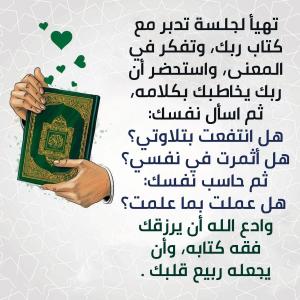 تهيأ لجلسة تدبر مع
كتاب ربك، وتفكر في
المعنى، واستحضر أن
ربك يخاطبك بكلامه،
ثم اسأل نفسك:
هل انتفعت بتلاوتي؟
هل أثمرت في نفسي؟
ثم حاسب نفسك:
هل عملت بما علمت؟
وادع الله أن يرزقك
فقه كتابه، وأن
يجعله ربيع قلبك .